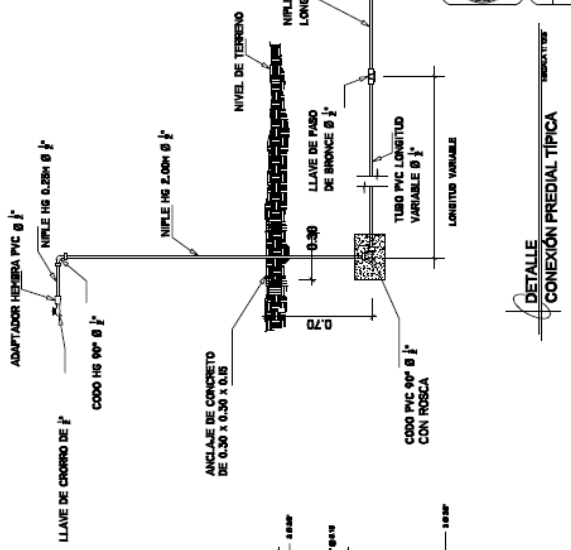 ADAPTADOR HEMBRA PVC Ø ½"
NIPLE HG 0.25M Ø ½"
LLAVE DE CHORRO DE ½"
CODO HG 90° Ø ½"
NIPLE HG 2.00M Ø ½"
NIVEL DE TERRENO
ANCLAJE DE CONCRETO
DE 0.30 X 0.30 X 0.15
0.30
0.70
LLAVE DE PASO
DE BRONCE Ø ½"
TUBO PVC LONGITUD
VARIABLE Ø ½"
LONGITUD VARIABLE
CODO PVC 90° Ø ½"
CON ROSCA
DETALLE
CONEXIÓN PREDIAL TÍPICA